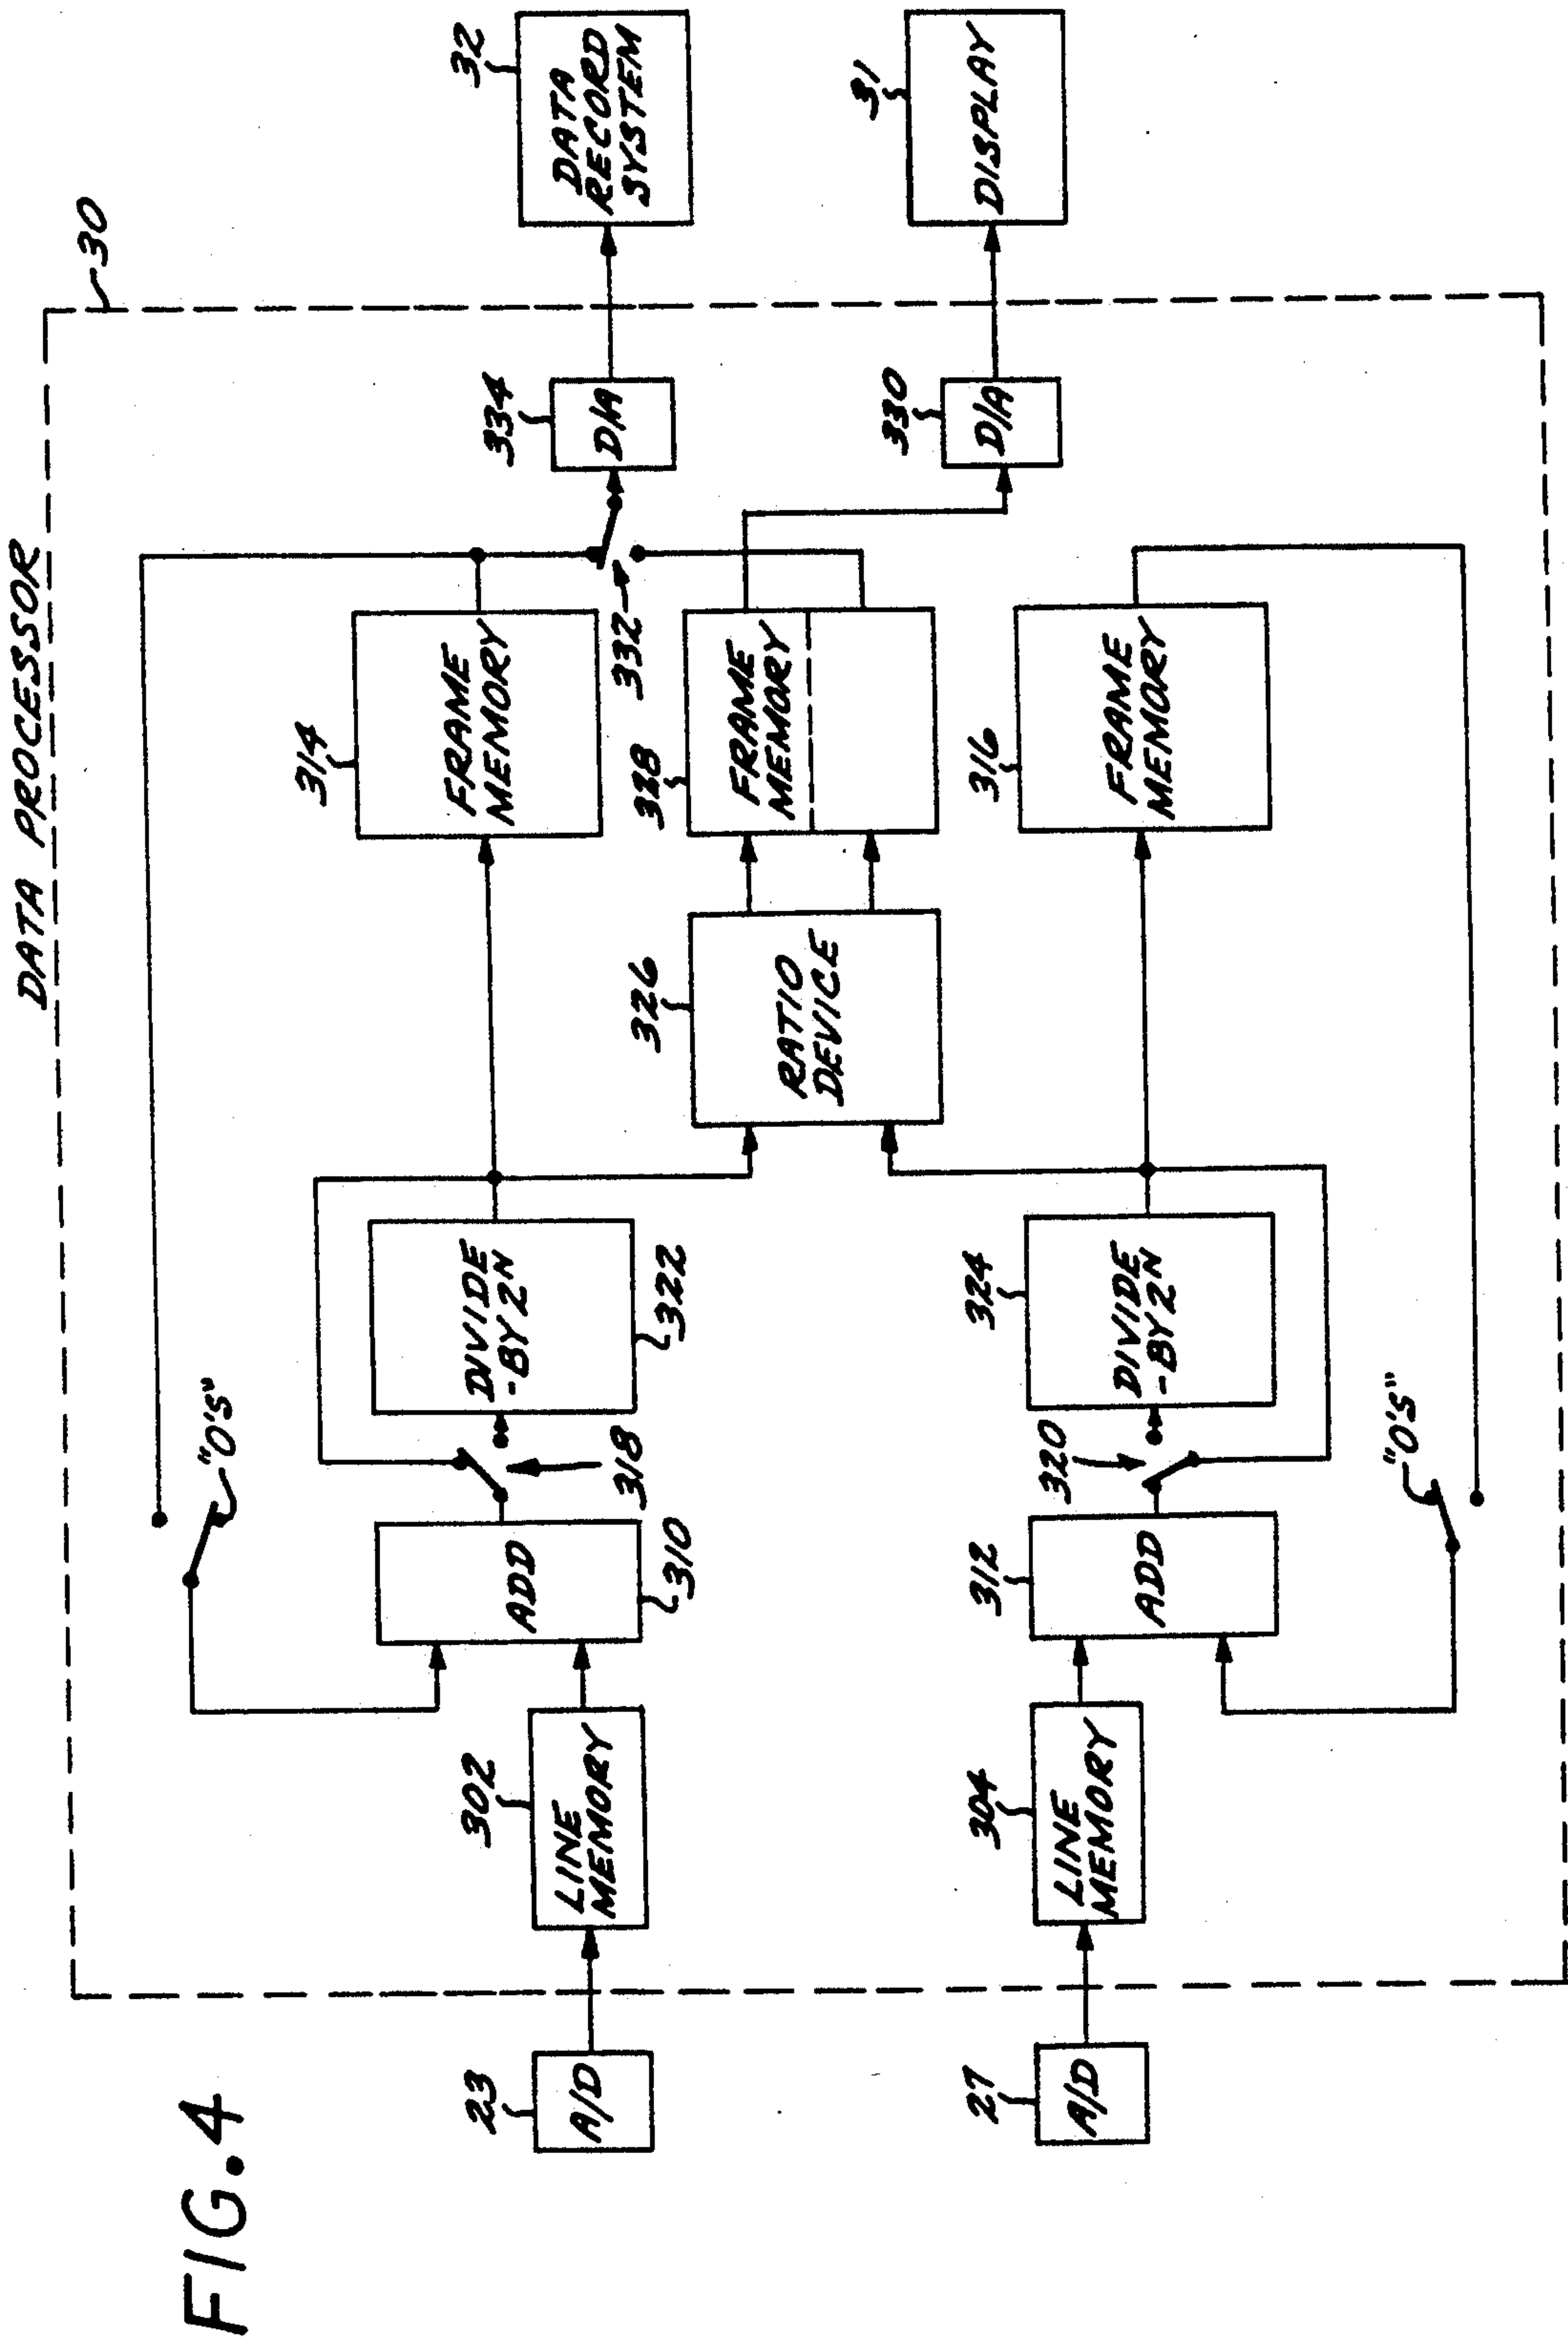 FIG.4
DATA PROCESSOR
30
23
A/D
302
LINE
MEMORY
"0'S"
ADD
310
318
DIVIDE
-BY 2N
322
314
FRAME
MEMORY
332
334
D/A
32
DATA
RECORD
SYSTEM
326
RATIO
DEVICE
328
FRAME
MEMORY
330
D/A
31
DISPLAY
27
A/D
304
LINE
MEMORY
312
ADD
320
324
DIVIDE
-BY 2N
316
FRAME
MEMORY
"0'S"